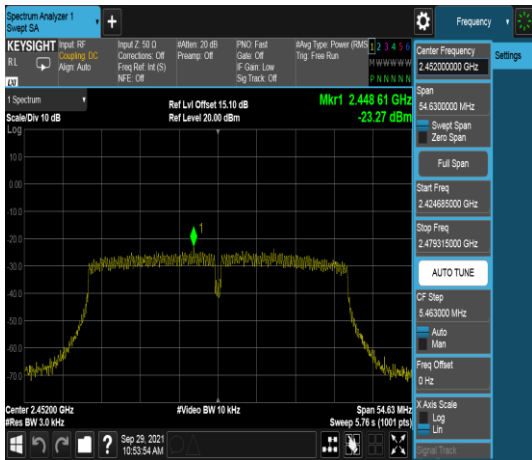 Spectrum Analyzer 1
Swept SA
+
Frequency
KEYSIGHT
Input: RF
Input Z: 50 Ω
#Atten: 20 dB
PNO: Fast
#Avg Type: Power (RMS
1 2 3 4 5 6
RL
Coupling: DC
Corrections: Off
Preamp: Off
Gate: Off
Trig: Free Run
Align: Auto
Freq Ref: Int (S)
IF Gain: Low
M W W W W W
LXI
NFE: Off
Sig Track: Off
P N N N N N
1 Spectrum
Ref Lvl Offset 15.10 dB
Mkr1 2.448 61 GHz
Scale/Div 10 dB
Ref Level 20.00 dBm
-23.27 dBm
Log
10.0
0.00
-10.0
-20.0
-30.0
-40.0
-50.0
-60.0
-70.0
1
Center 2.45200 GHz
#Video BW 10 kHz
Span 54.63 MHz
#Res BW 3.0 kHz
Sweep 5.76 s (1001 pts)
?
Sep 29, 2021
10:53:54 AM
Center Frequency
2.452000000 GHz
Settings
Span
54.6300000 MHz
Swept Span
Zero Span
Full Span
Start Freq
2.424685000 GHz
Stop Freq
2.479315000 GHz
AUTO TUNE
CF Step
5.463000 MHz
Auto
Man
Freq Offset
0 Hz
X Axis Scale
Log
Lin
Signal Track